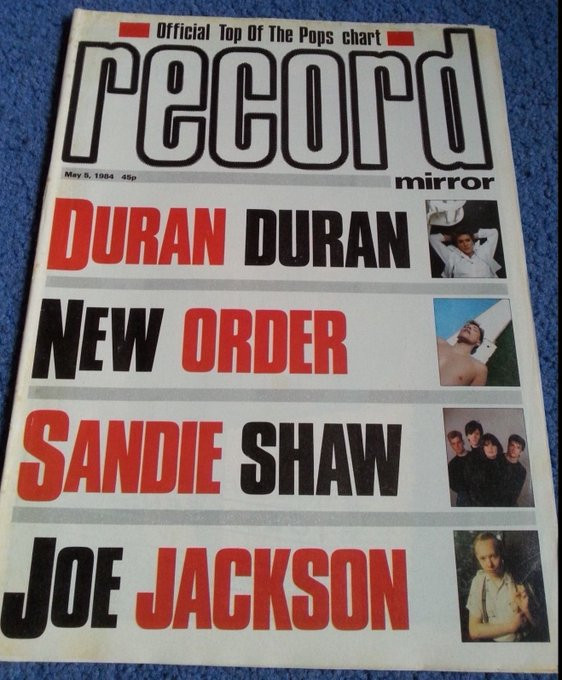 Official Top Of The Pops chart
record
mirror
May 5, 1984 45p
DURAN DURAN
NEW ORDER
SANDIE SHAW
JOE JACKSON